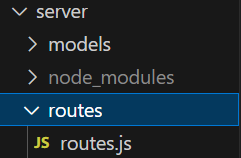 server
models
node_modules
routes
JS routes.js